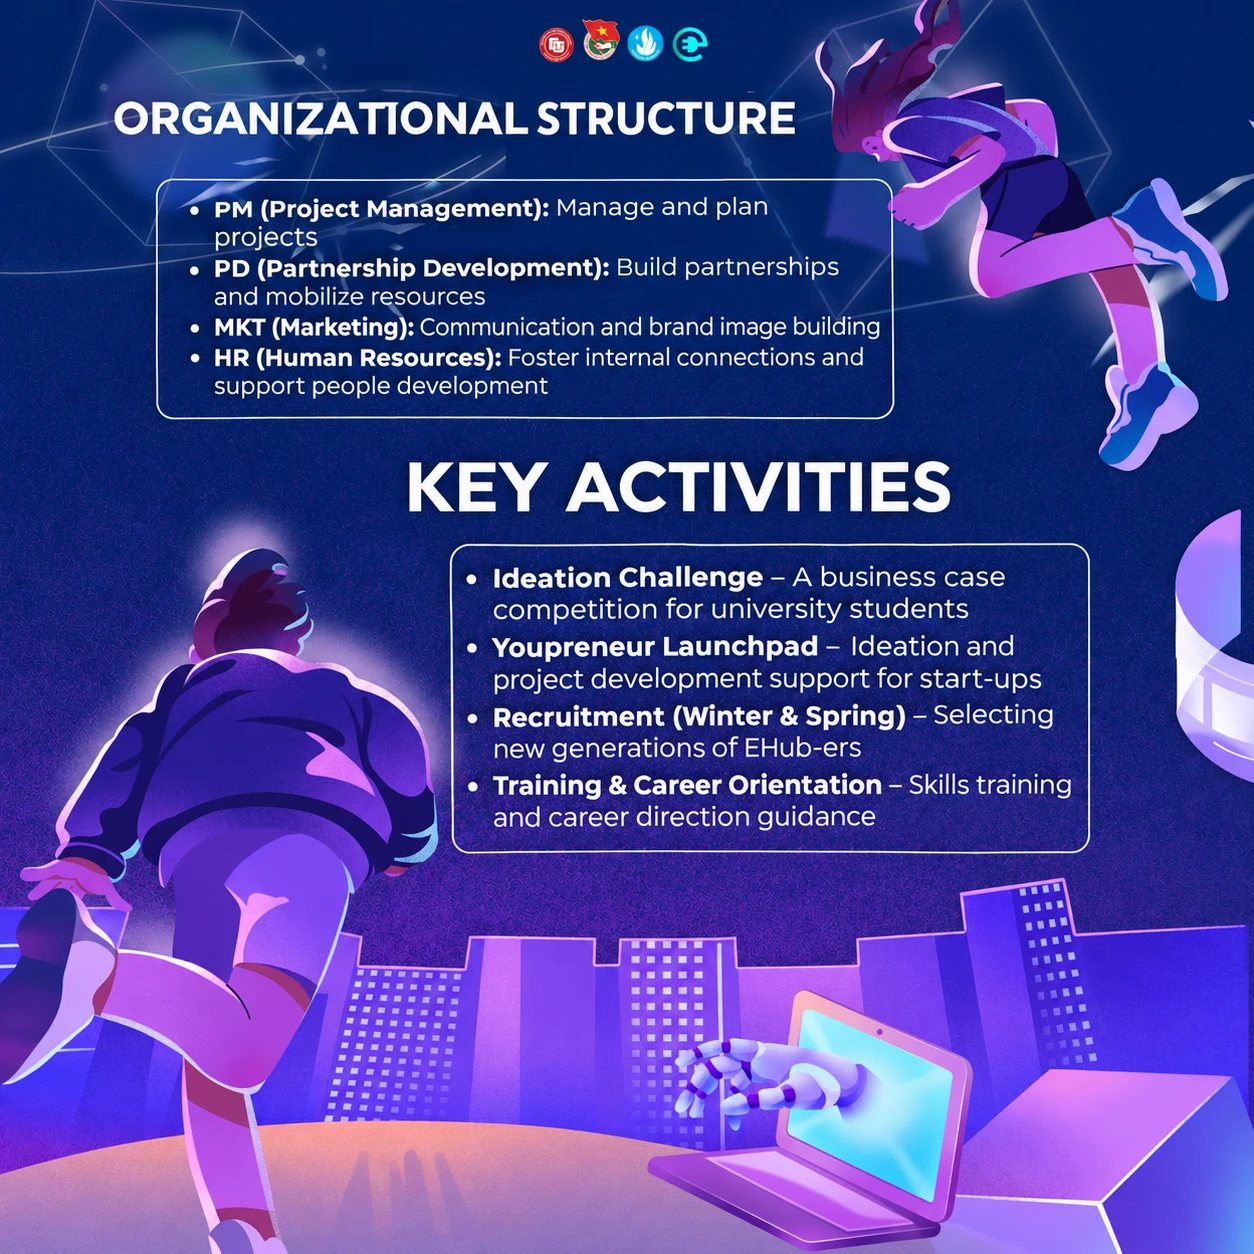 ORGANIZATIONAL STRUCTURE
• PM (Project Management): Manage and plan
projects
• PD (Partnership Development): Build partnerships
and mobilize resources
• MKT (Marketing): Communication and brand image building
• HR (Human Resources): Foster internal connections and
support people development
KEY ACTIVITIES
• Ideation Challenge – A business case
competition for university students
• Youpreneur Launchpad – Ideation and
project development support for start-ups
• Recruitment (Winter & Spring) – Selecting
new generations of EHub-ers
• Training & Career Orientation – Skills training
and career direction guidance